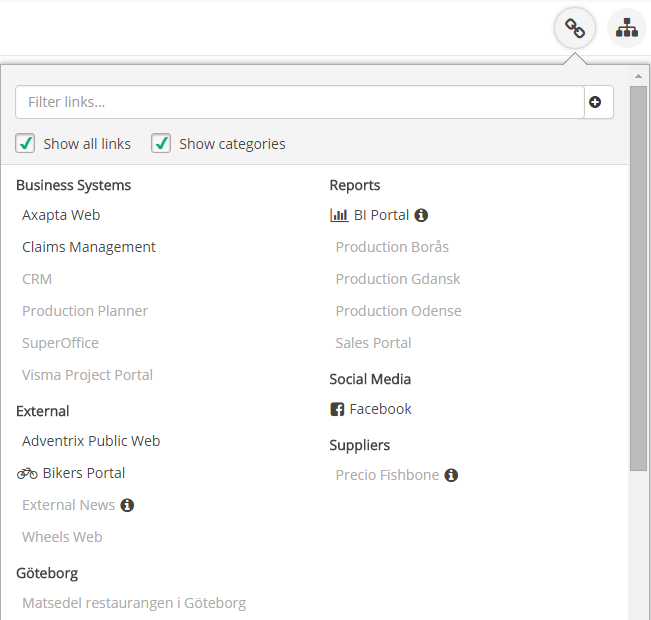 Filter links...
Show all links
Show categories
Business Systems
Axapta Web
Claims Management
CRM
Production Planner
SuperOffice
Visma Project Portal
External
Adventrix Public Web
Bikers Portal
External News
Wheels Web
Göteborg
Matsedel restaurangen i Göteborg
Reports
BI Portal
Production Borås
Production Gdansk
Production Odense
Sales Portal
Social Media
Facebook
Suppliers
Precio Fishbone